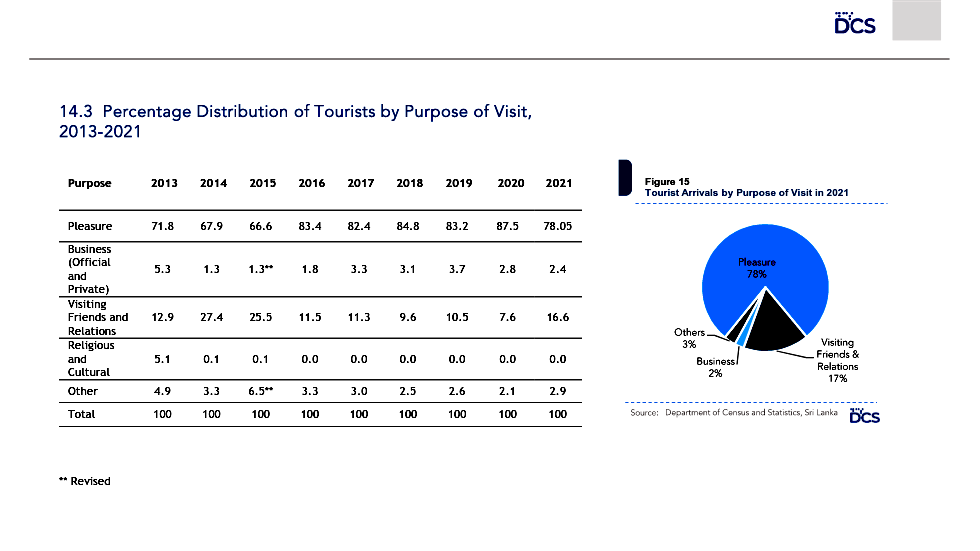 DCS
14.3 Percentage Distribution of Tourists by Purpose of Visit,
2013-2021
Purpose 2013 2014 2015 2016 2017 2018 2019 2020 2021
Pleasure 71.8 67.9 66.6 83.4 82.4 84.8 83.2 87.5 78.05
Business
(Official
and
Private) 5.3 1.3 1.3** 1.8 3.3 3.1 3.7 2.8 2.4
Visiting
Friends and
Relations 12.9 27.4 25.5 11.5 11.3 9.6 10.5 7.6 16.6
Religious
and
Cultural 5.1 0.1 0.1 0.0 0.0 0.0 0.0 0.0 0.0
Other 4.9 3.3 6.5** 3.3 3.0 2.5 2.6 2.1 2.9
Total 100 100 100 100 100 100 100 100 100
** Revised
Figure 15
Tourist Arrivals by Purpose of Visit in 2021
Pleasure
78%
Others
3%
Business
2%
Visiting
Friends &
Relations
17%
Source: Department of Census and Statistics, Sri Lanka
DCS